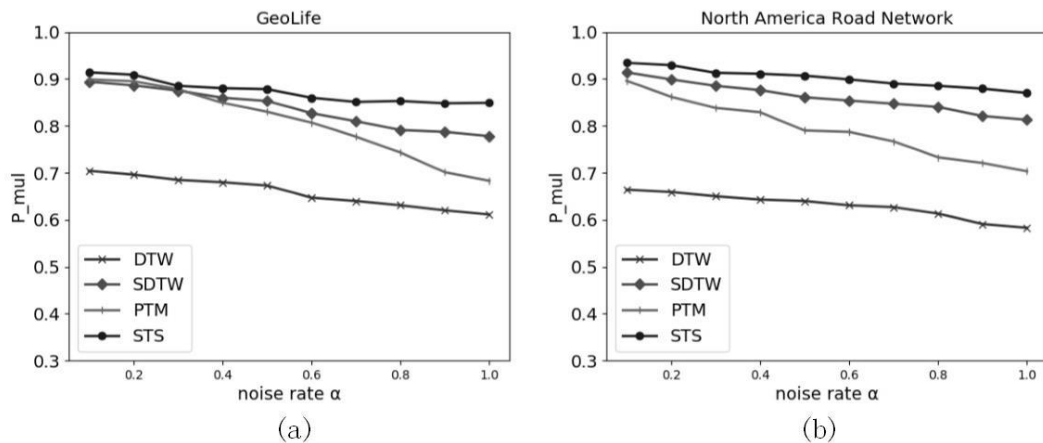 GeoLife
1.0
0.9
0.8
0.7
0.6
0.5
0.4
0.3
P_mul
DTW
SDTW
PTM
STS
0.2
0.4
0.6
0.8
1.0
noise rate α
(a)
North America Road Network
1.0
0.9
0.8
0.7
0.6
0.5
0.4
0.3
P_mul
DTW
SDTW
PTM
STS
0.2
0.4
0.6
0.8
1.0
noise rate α
(b)